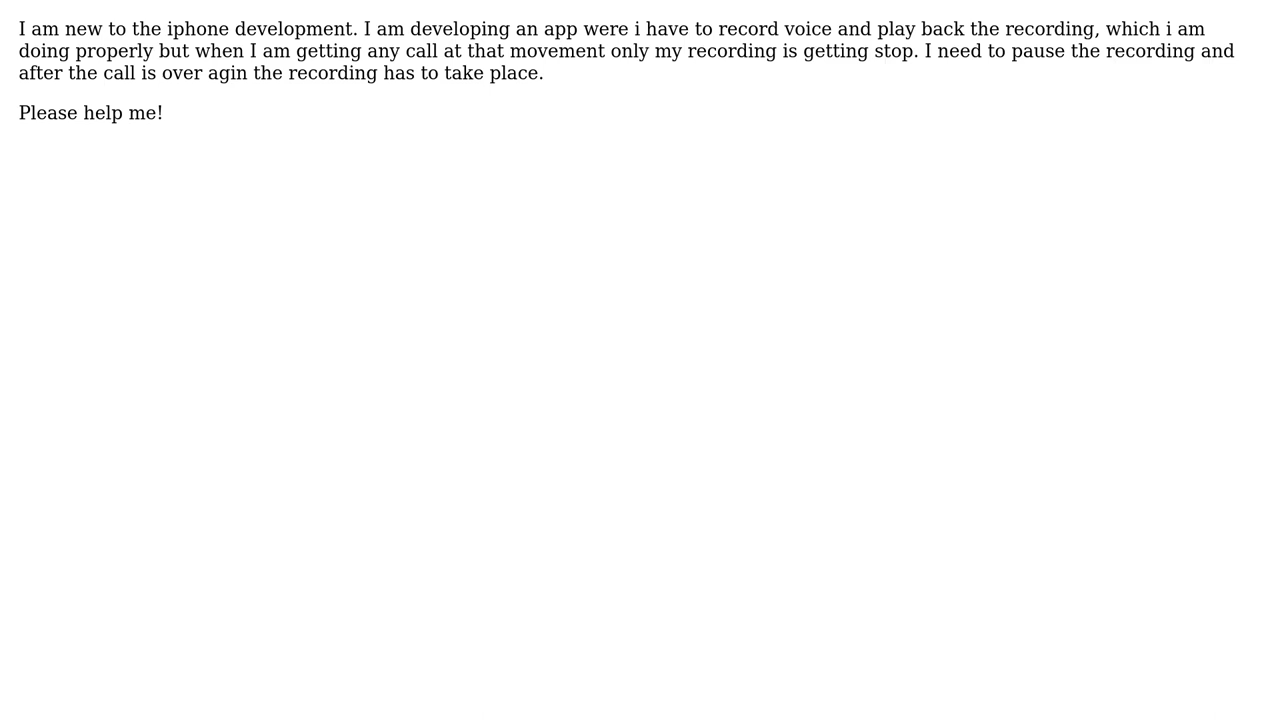 I am new to the iphone development. I am developing an app were i have to record voice and play back the recording, which i am
doing properly but when I am getting any call at that movement only my recording is getting stop. I need to pause the recording and
after the call is over agin the recording has to take place.
Please help me!